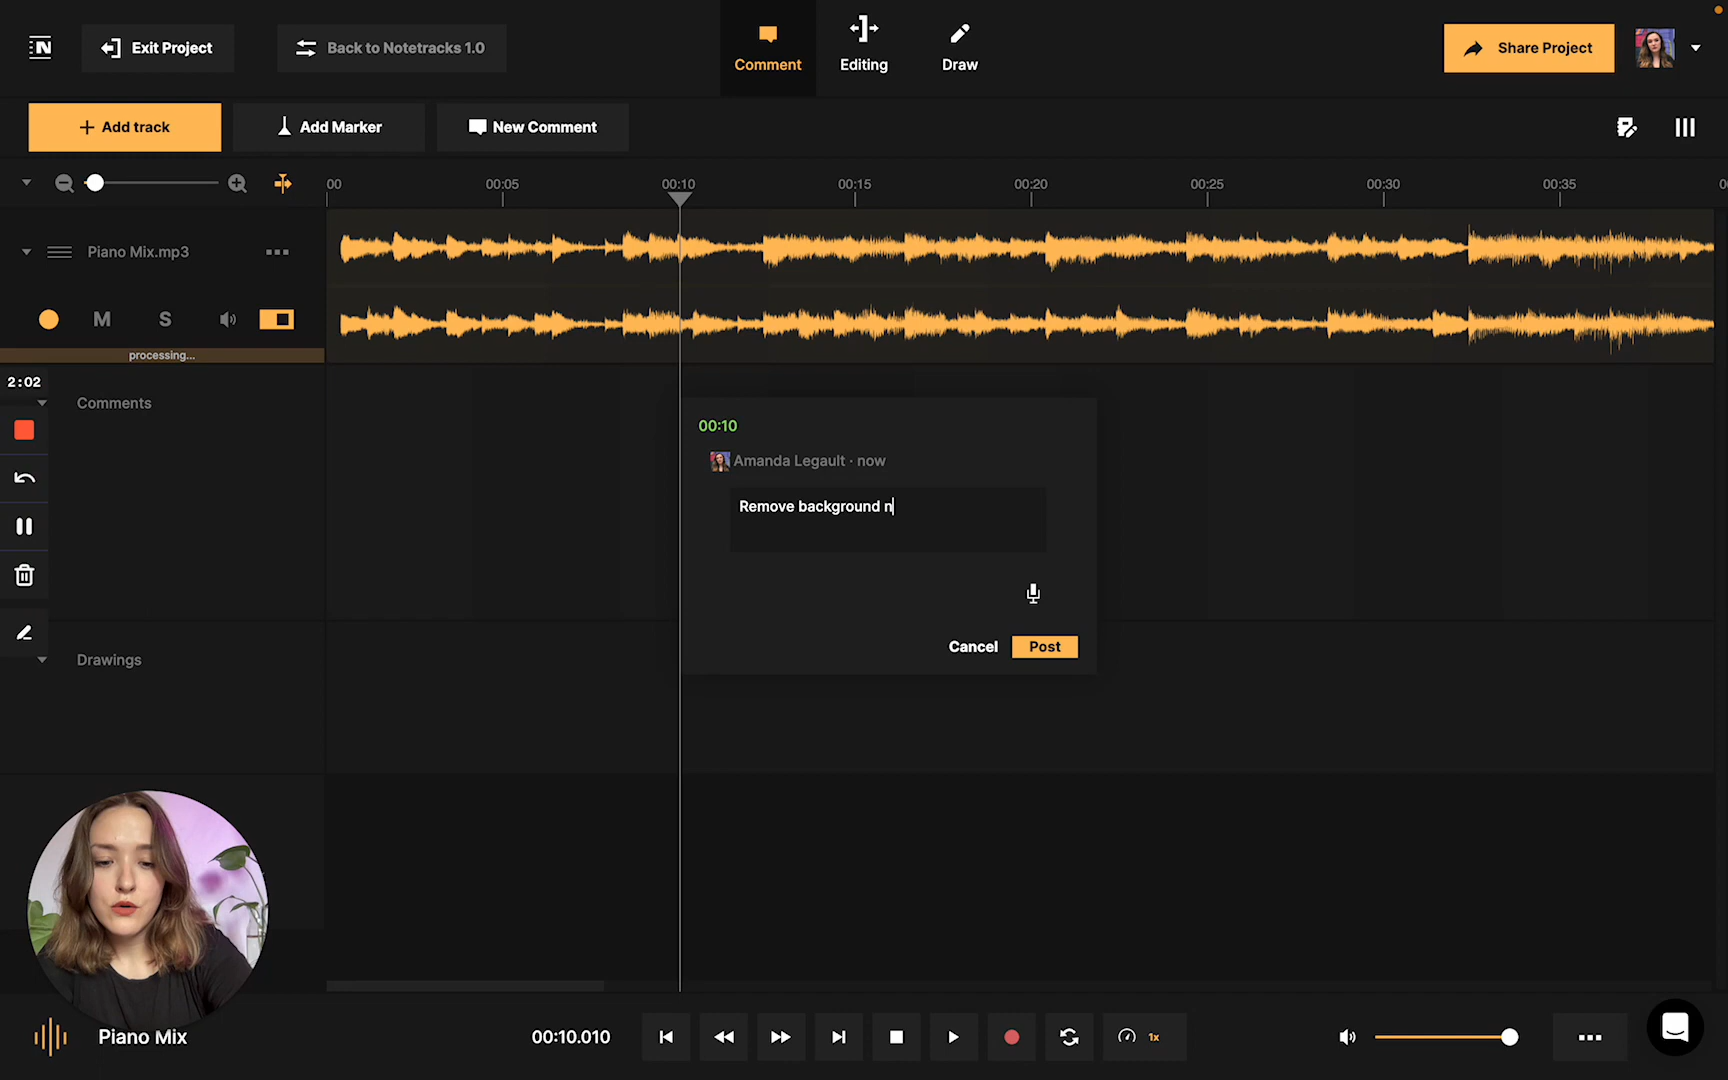 N
Exit Project
Back to Notetracks 1.0
Comment
Editing
Draw
Share Project
Add track
Add Marker
New Comment
00
00:05
00:10
00:15
00:20
00:25
00:30
00:35
0
Piano Mix.mp3
M
S
processing...
2:02
Comments
00:10
Amanda Legault · now
Remove background n
Cancel
Post
Drawings
Piano Mix
00:10.010
1x